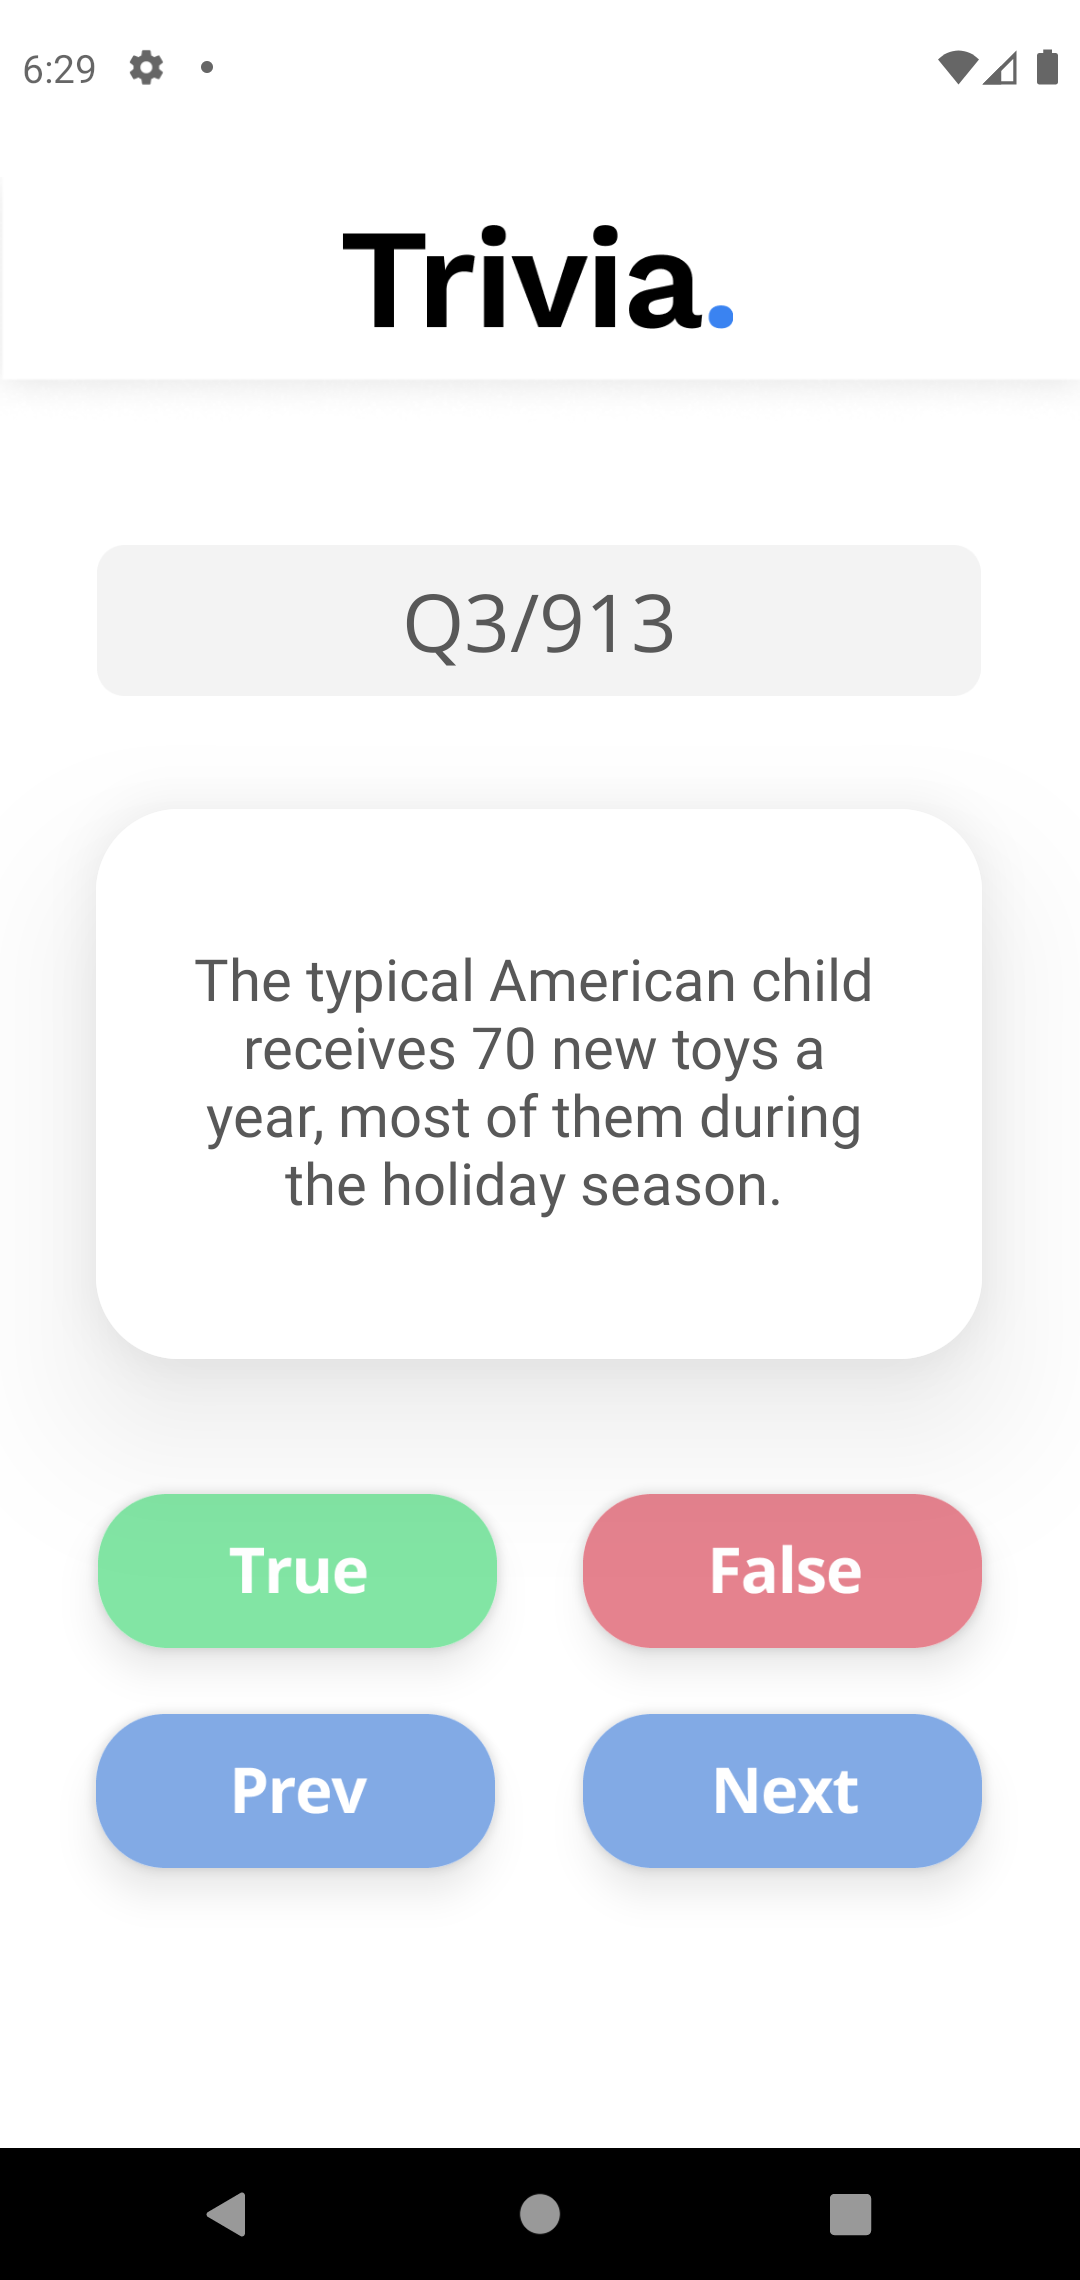 6:29
Trivia.
Q3/913
The typical American child
receives 70 new toys a
year, most of them during
the holiday season.
True
False
Prev
Next